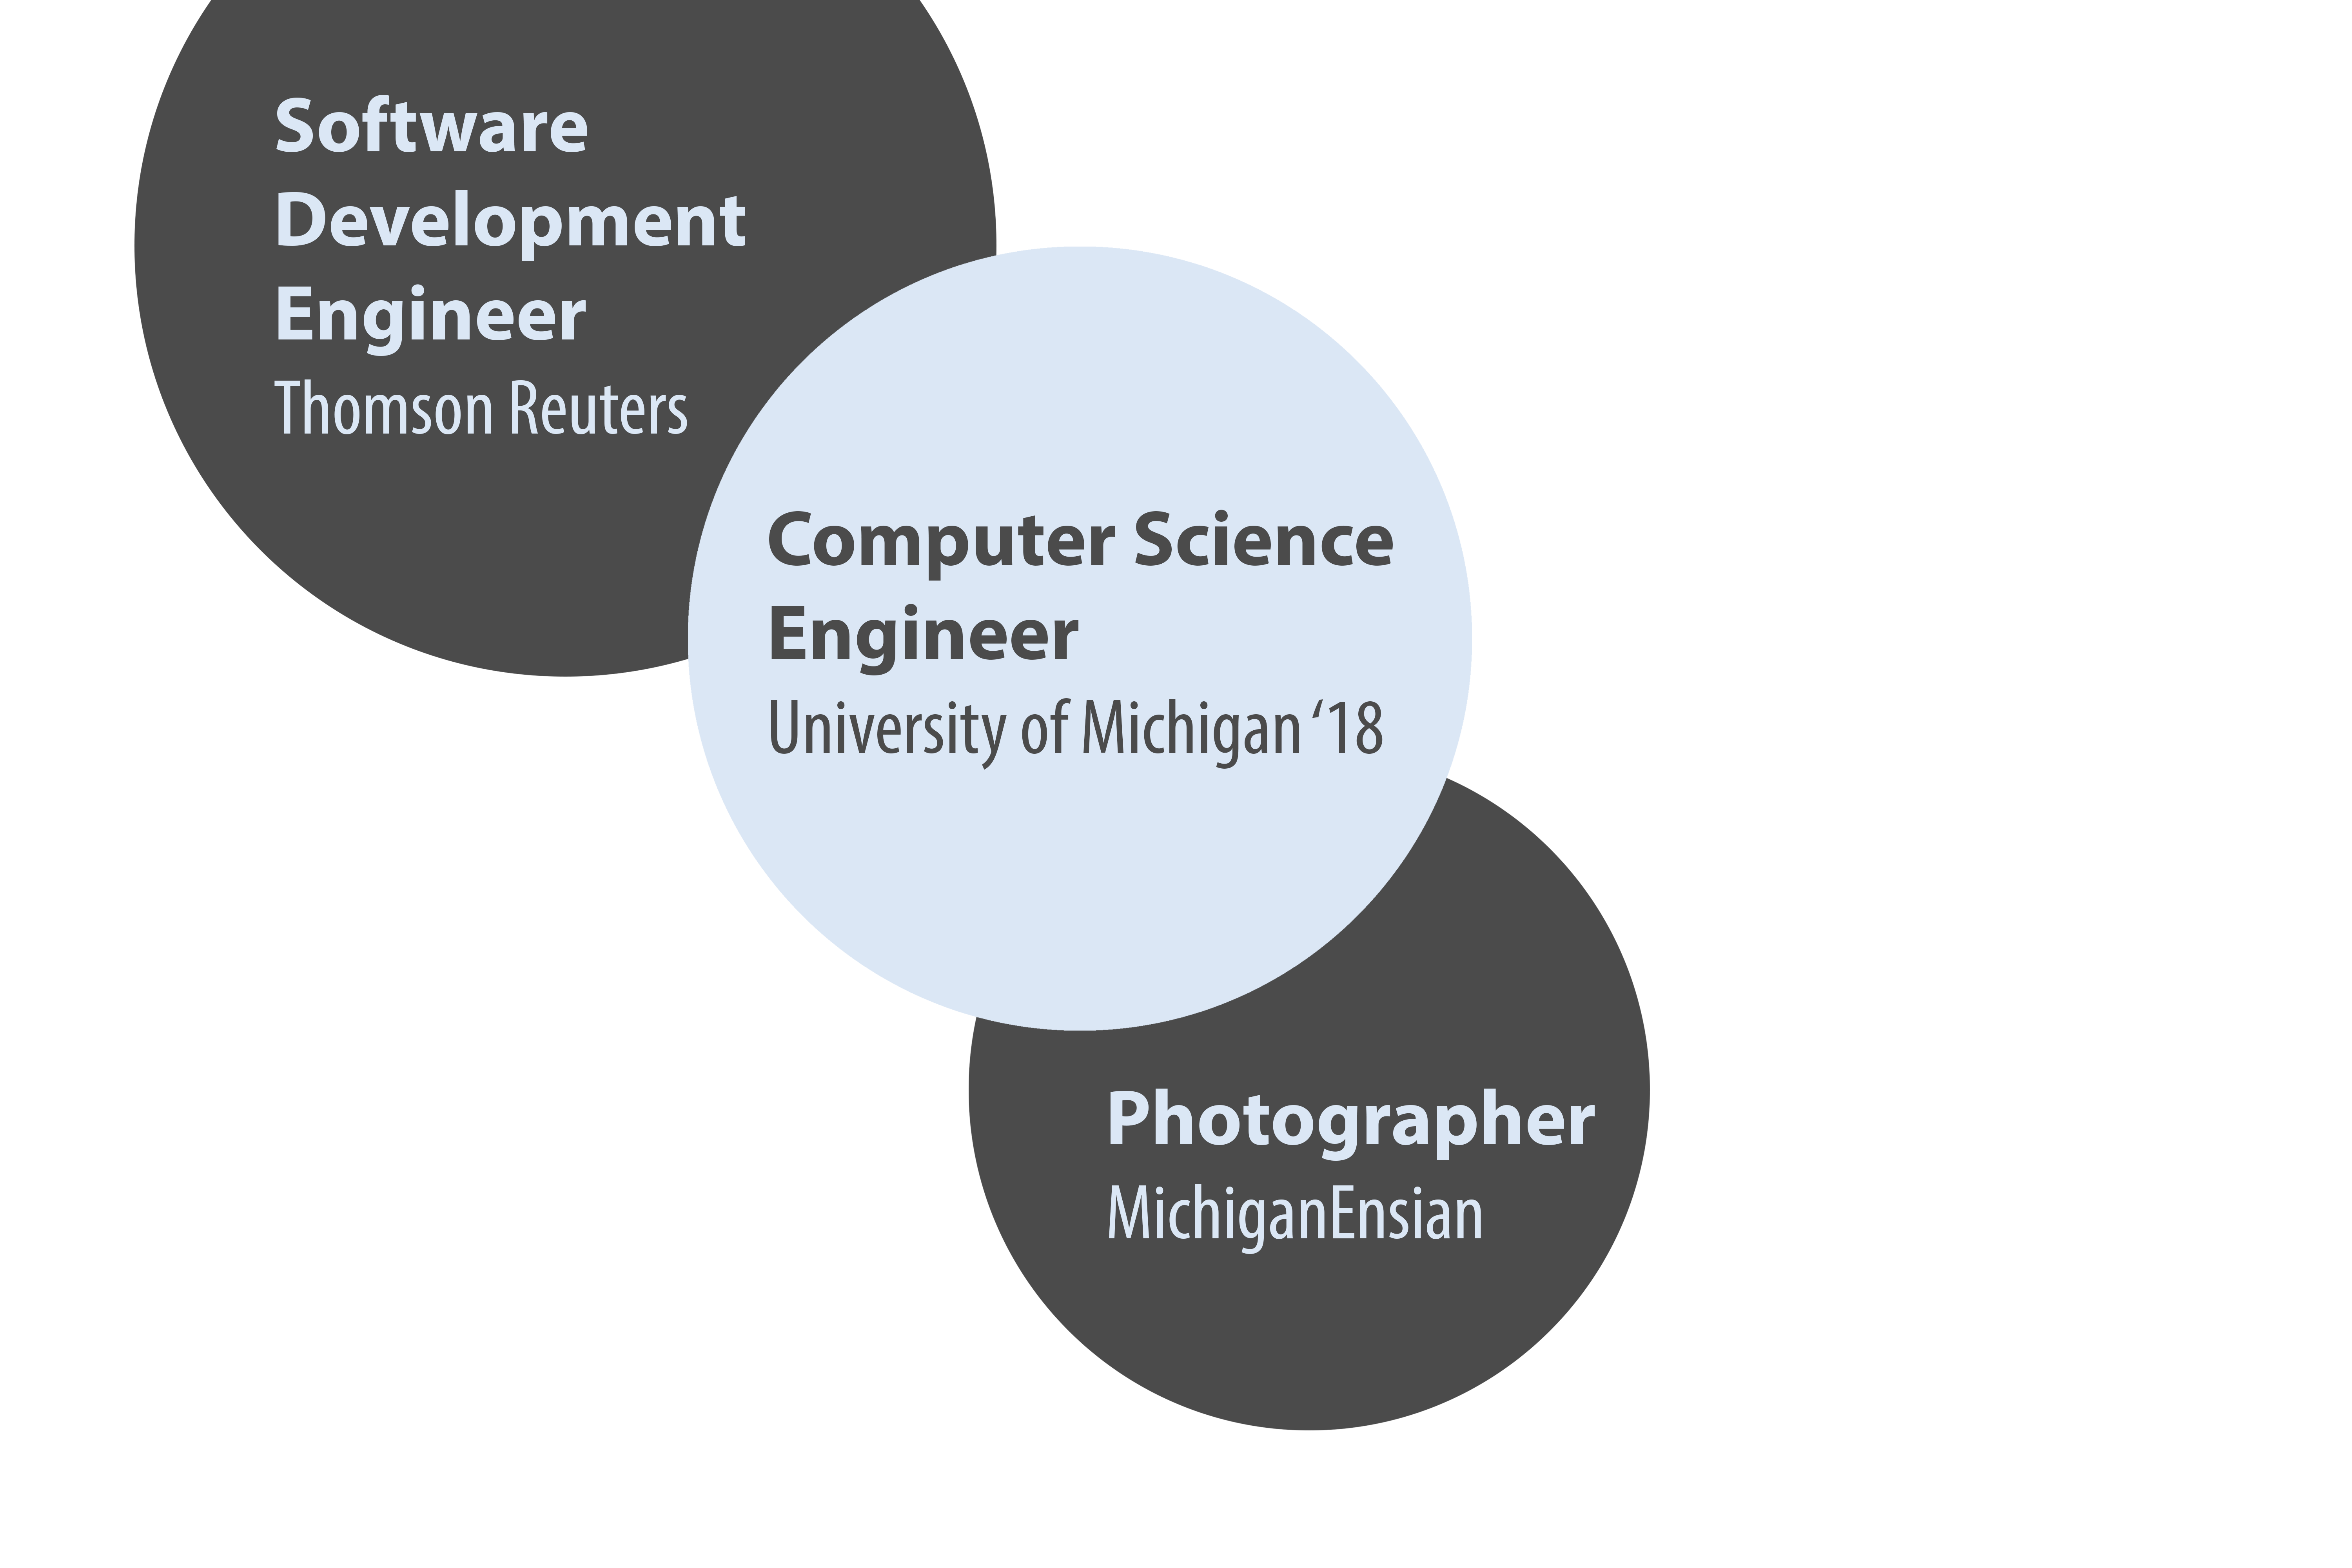 Software
Development
Engineer
Thomson Reuters
Computer Science
Engineer
University of Michigan ‘18
Photographer
MichiganEnsian